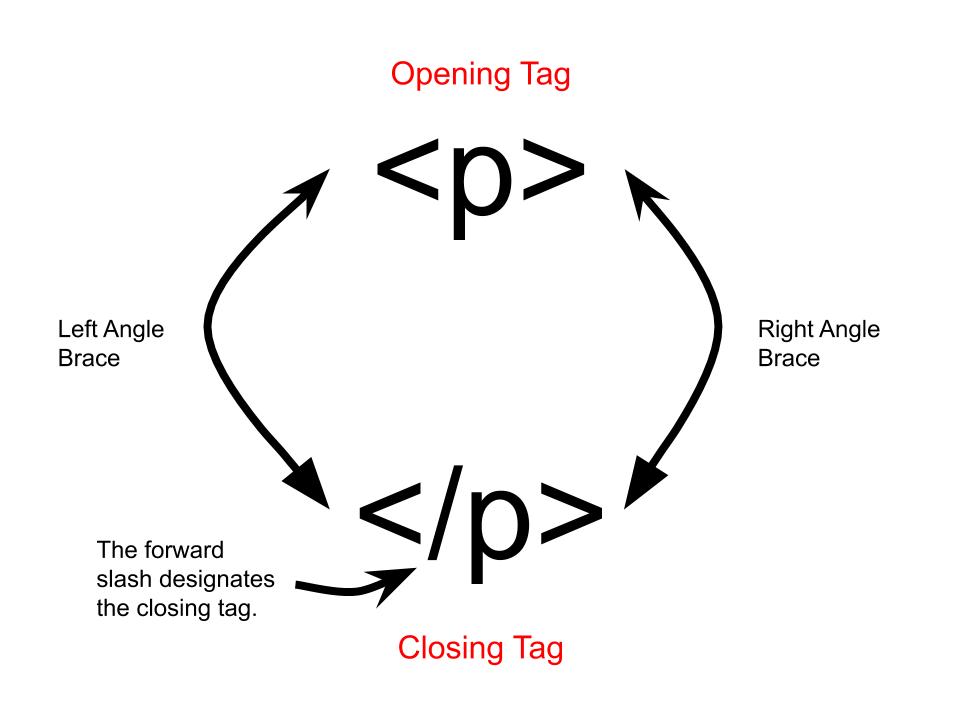 Opening Tag
<p>
Left Angle
Brace
Right Angle
Brace
</p>
The forward
slash designates
the closing tag.
Closing Tag